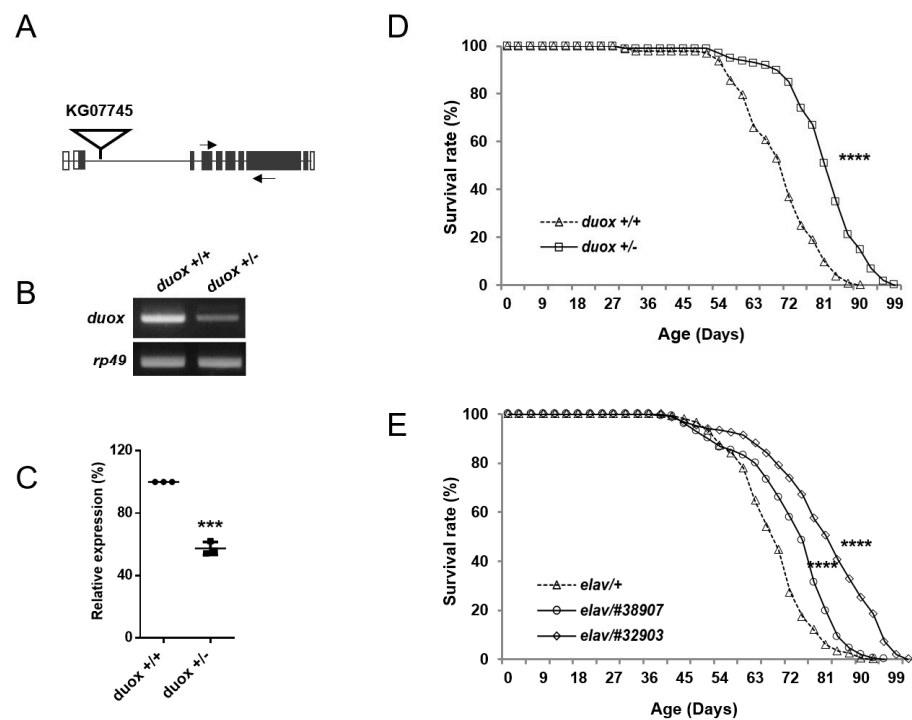 A
KG07745
B
duox +/+ duox +/-
duox
rp49
C
Relative expression (%)
120
80
40
0
***
duox +/+ duox +/-
D
Survival rate (%)
100
80
60
40
20
0
****
duox +/+
duox +/-
0 9 18 27 36 45 54 63 72 81 90 99
Age (Days)
E
Survival rate (%)
100
80
60
40
20
0
****
****
elav/+
elav/#38907
elav/#32903
0 9 18 27 36 45 54 63 72 81 90 99
Age (Days)